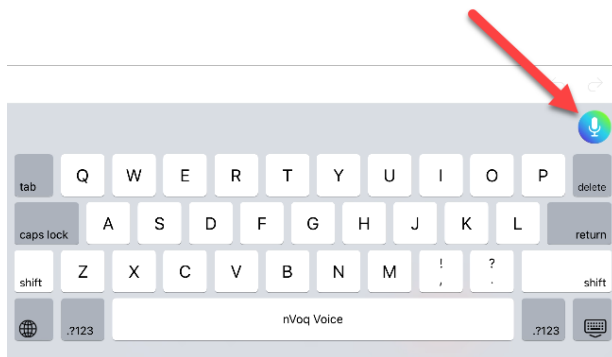 tab Q W E R T Y U I O P delete
caps lock A S D F G H J K L return
shift Z X C V B N M ! , ? . shift
.?123 nVoq Voice .?123